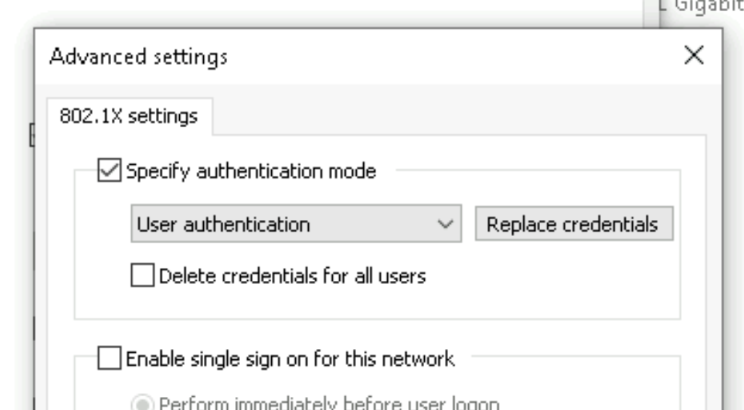 Gigabit
Advanced settings
802.1X settings
Specify authentication mode
User authentication
Replace credentials
Delete credentials for all users
Enable single sign on for this network
Perform immediately before user logon